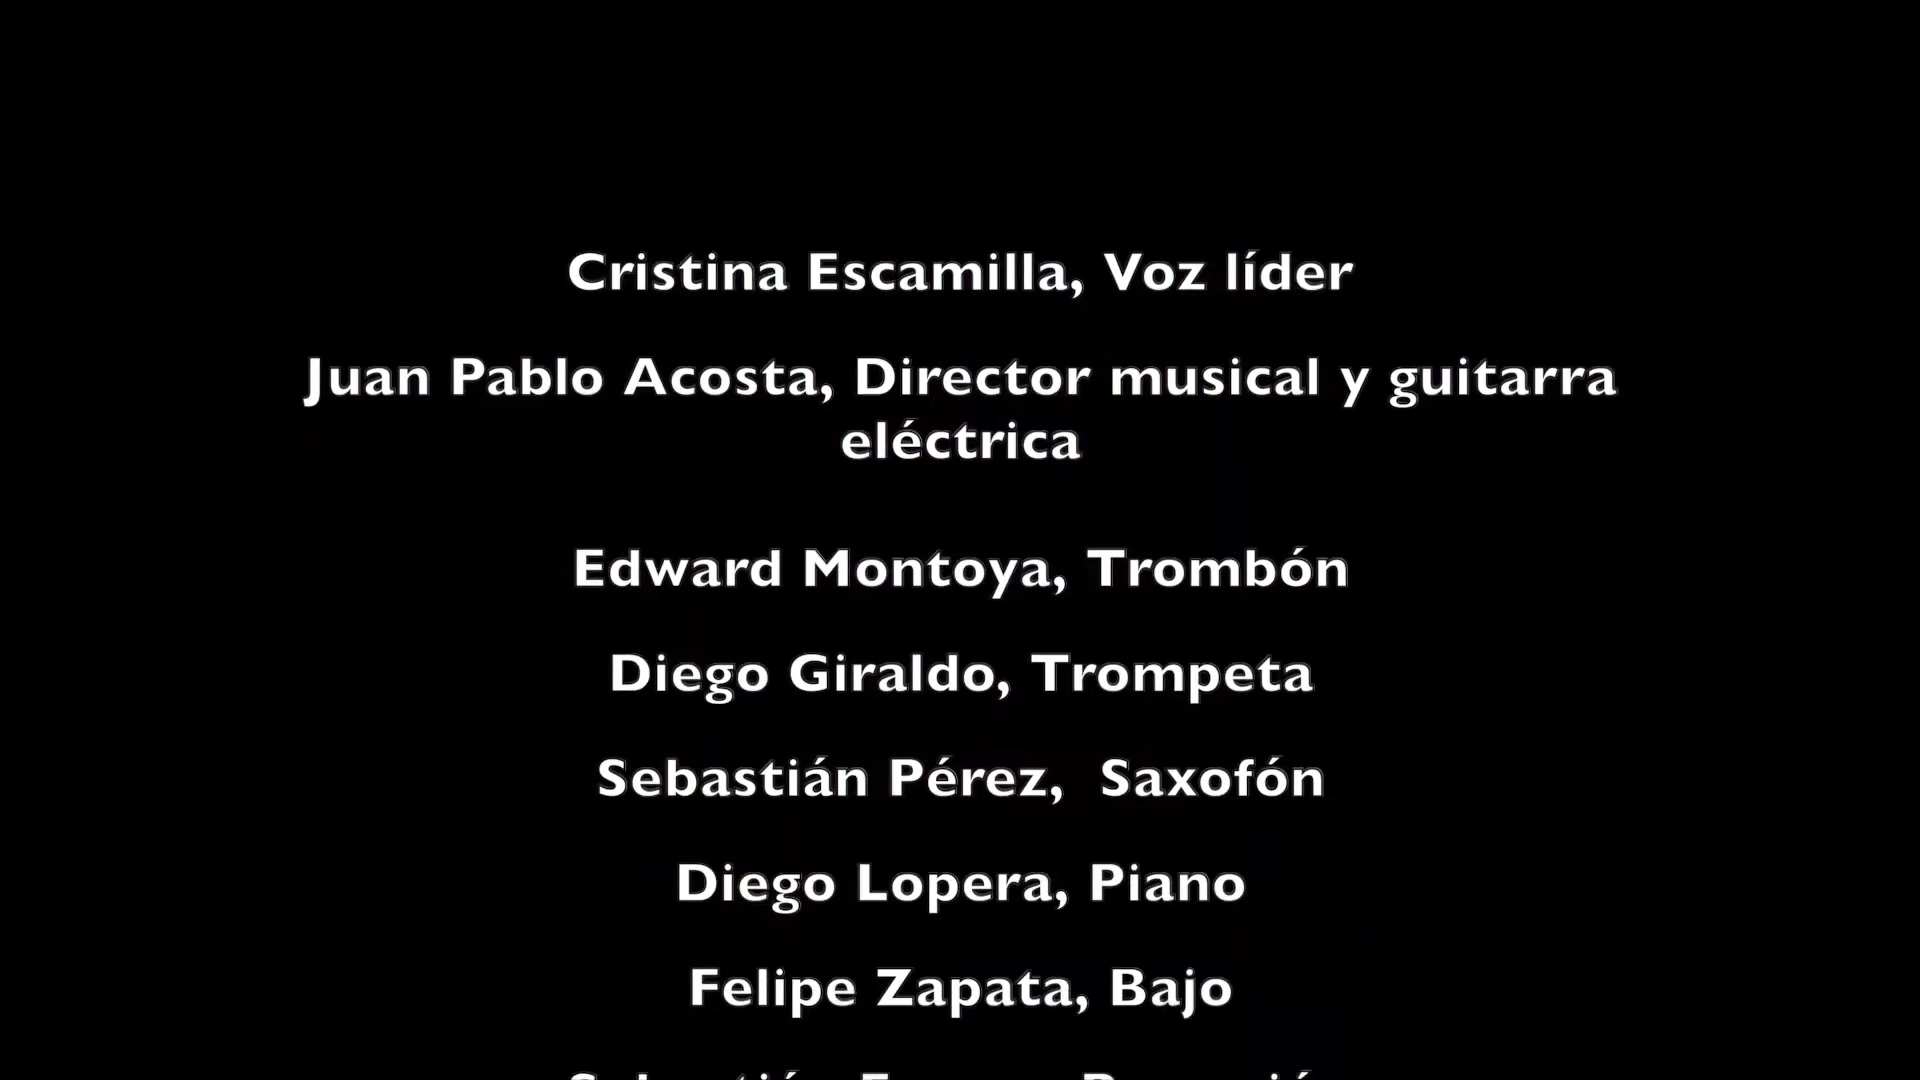 Cristina Escamilla, Voz líder
Juan Pablo Acosta, Director musical y guitarra
eléctrica
Edward Montoya, Trombón
Diego Giraldo, Trompeta
Sebastián Pérez,  Saxofón
Diego Lopera, Piano
Felipe Zapata, Bajo